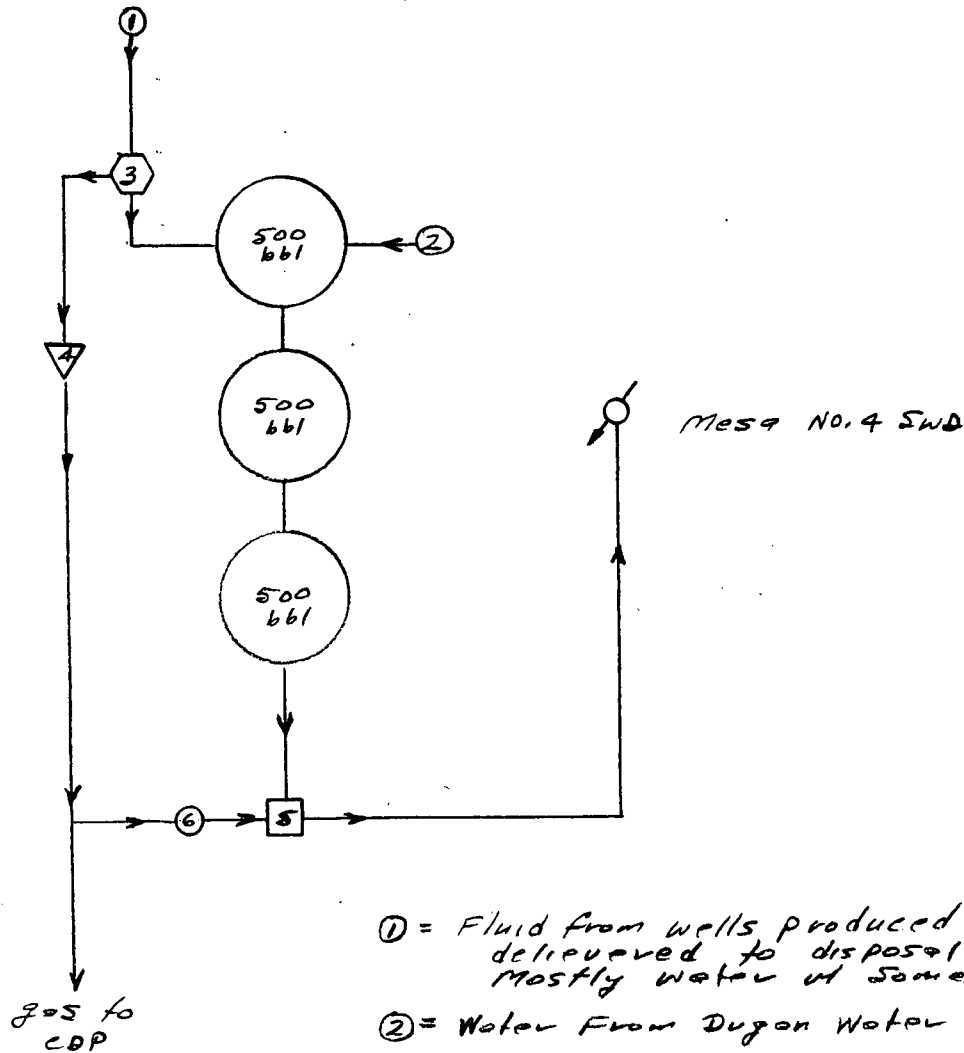 1
3
500
bbl
2
4
500
bbl
Mesa No. 4 SWD
500
bbl
6
5
① = Fluid from wells produced
delievered to disposal
Mostly water w/ Some
gas to
CDP
② = Water From Dugan Water